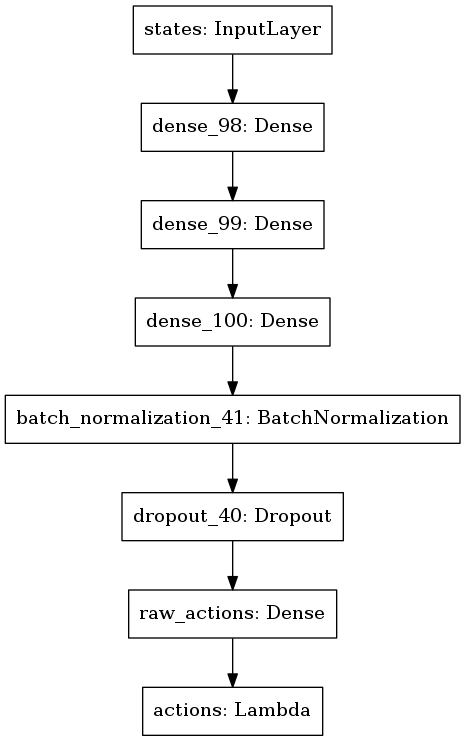 states: InputLayer
dense_98: Dense
dense_99: Dense
dense_100: Dense
batch_normalization_41: BatchNormalization
dropout_40: Dropout
raw_actions: Dense
actions: Lambda